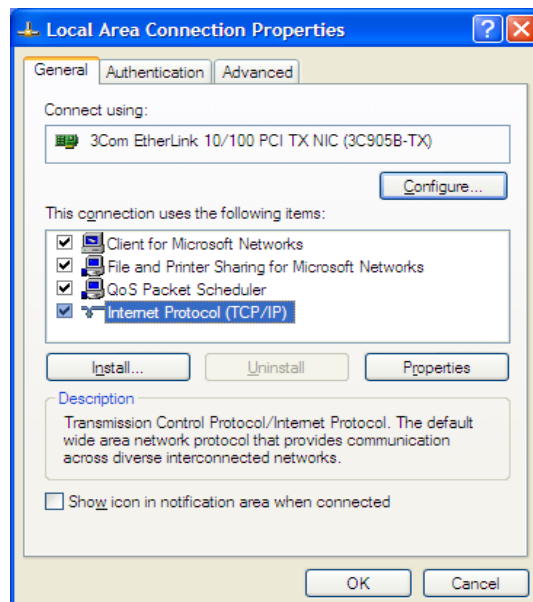 Local Area Connection Properties
General Authentication Advanced
Connect using:
3Com EtherLink 10/100 PCI TX NIC (3C905B-TX)
Configure...
This connection uses the following items:
Client for Microsoft Networks
File and Printer Sharing for Microsoft Networks
QoS Packet Scheduler
Internet Protocol (TCP/IP)
Install... Uninstall Properties
Description
Transmission Control Protocol/Internet Protocol. The default
wide area network protocol that provides communication
across diverse interconnected networks.
Show icon in notification area when connected
OK Cancel